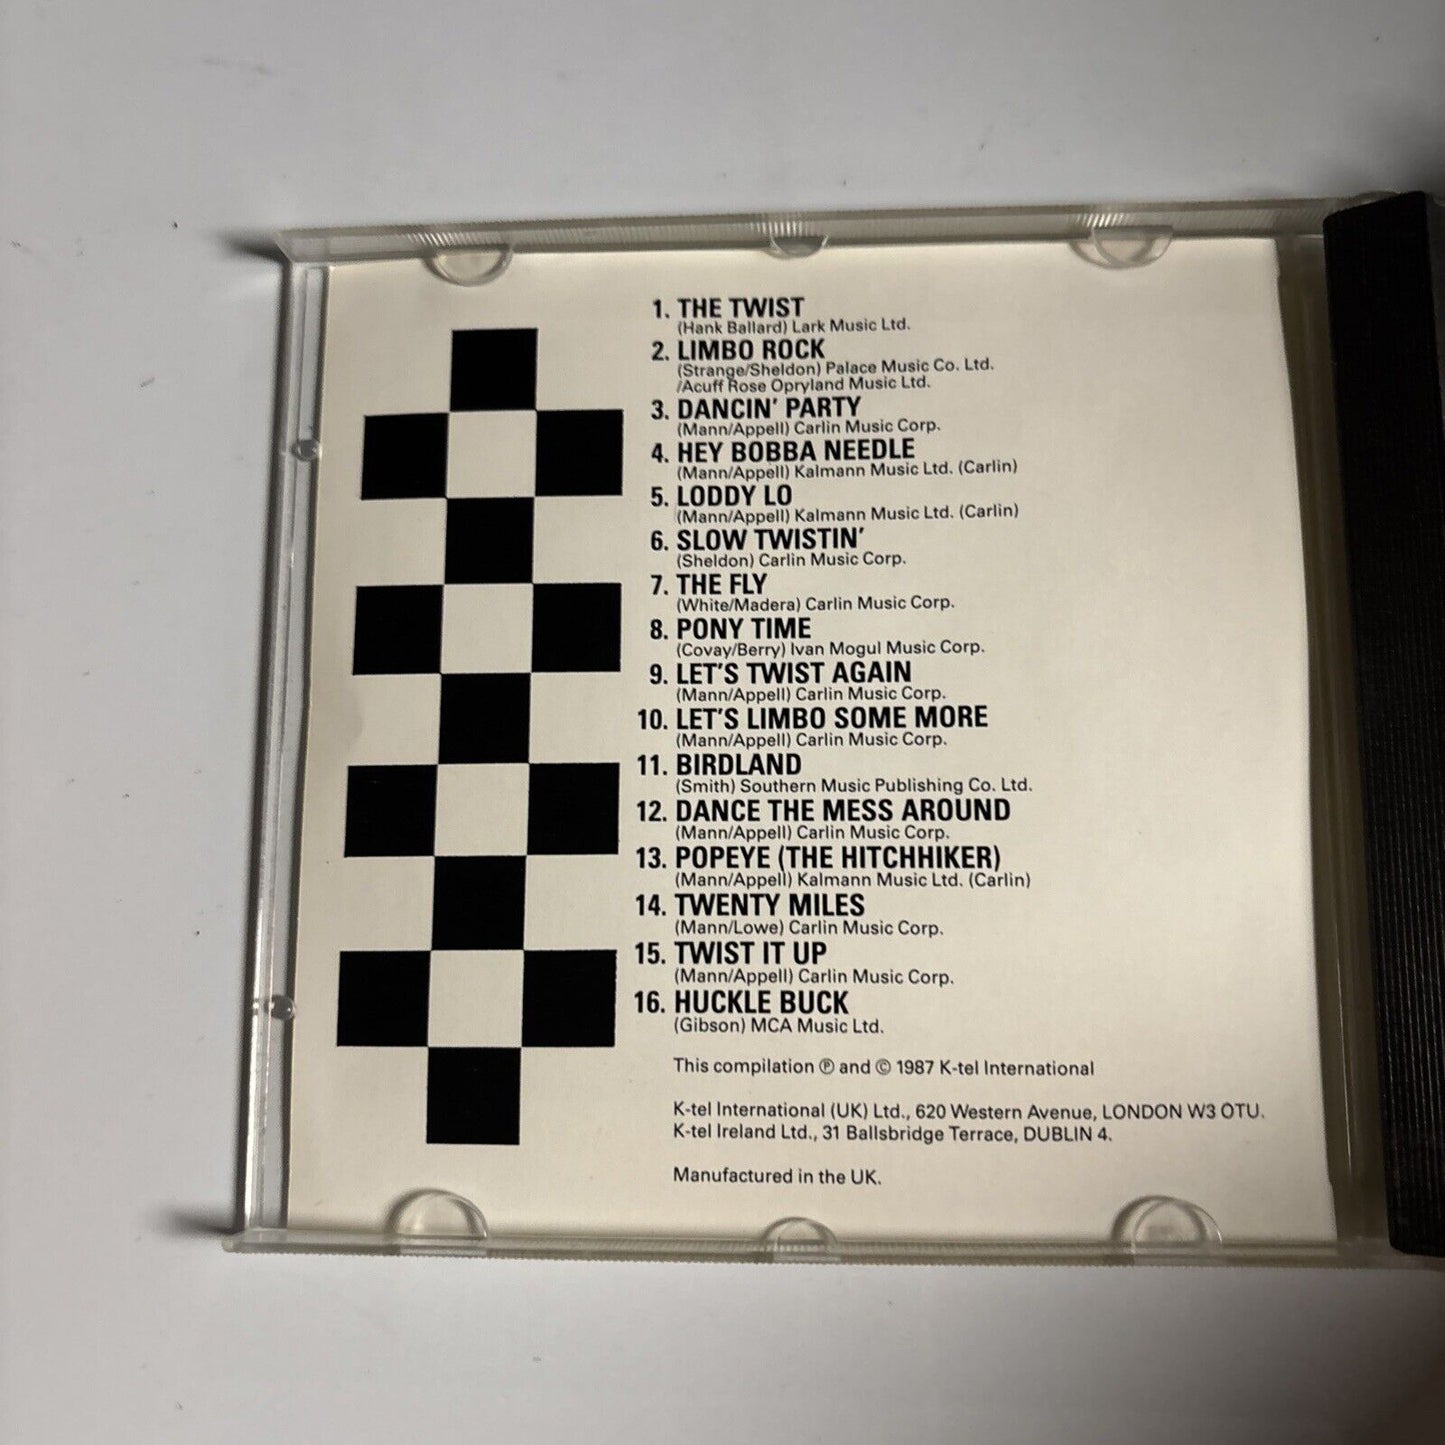 1. THE TWIST
(Hank Ballard) Lark Music Ltd.
2. LIMBO ROCK
(Strange/Sheldon) Palace Music Co. Ltd.
/Acuff Rose Opryland Music Ltd.
3. DANCIN' PARTY
(Mann/Appell) Carlin Music Corp.
4. HEY BOBBA NEEDLE
(Mann/Appell) Kalmann Music Ltd. (Carlin)
5. LODDY LO
(Mann/Appell) Kalmann Music Ltd. (Carlin)
6. SLOW TWISTIN'
(Sheldon) Carlin Music Corp.
7. THE FLY
(White/Madera) Carlin Music Corp.
8. PONY TIME
(Covay/Berry) Ivan Mogul Music Corp.
9. LET'S TWIST AGAIN
(Mann/Appell) Carlin Music Corp.
10. LET'S LIMBO SOME MORE
(Mann/Appell) Carlin Music Corp.
11. BIRDLAND
(Smith) Southern Music Publishing Co. Ltd.
12. DANCE THE MESS AROUND
(Mann/Appell) Carlin Music Corp.
13. POPEYE (THE HITCHHIKER)
(Mann/Appell) Kalmann Music Ltd. (Carlin)
14. TWENTY MILES
(Mann/Lowe) Carlin Music Corp.
15. TWIST IT UP
(Mann/Appell) Carlin Music Corp.
16. HUCKLE BUCK
(Gibson) MCA Music Ltd.
This compilation ℗ and © 1987 K-tel International
K-tel International (UK) Ltd., 620 Western Avenue, LONDON W3 OTU.
K-tel Ireland Ltd., 31 Ballsbridge Terrace, DUBLIN 4.
Manufactured in the UK.